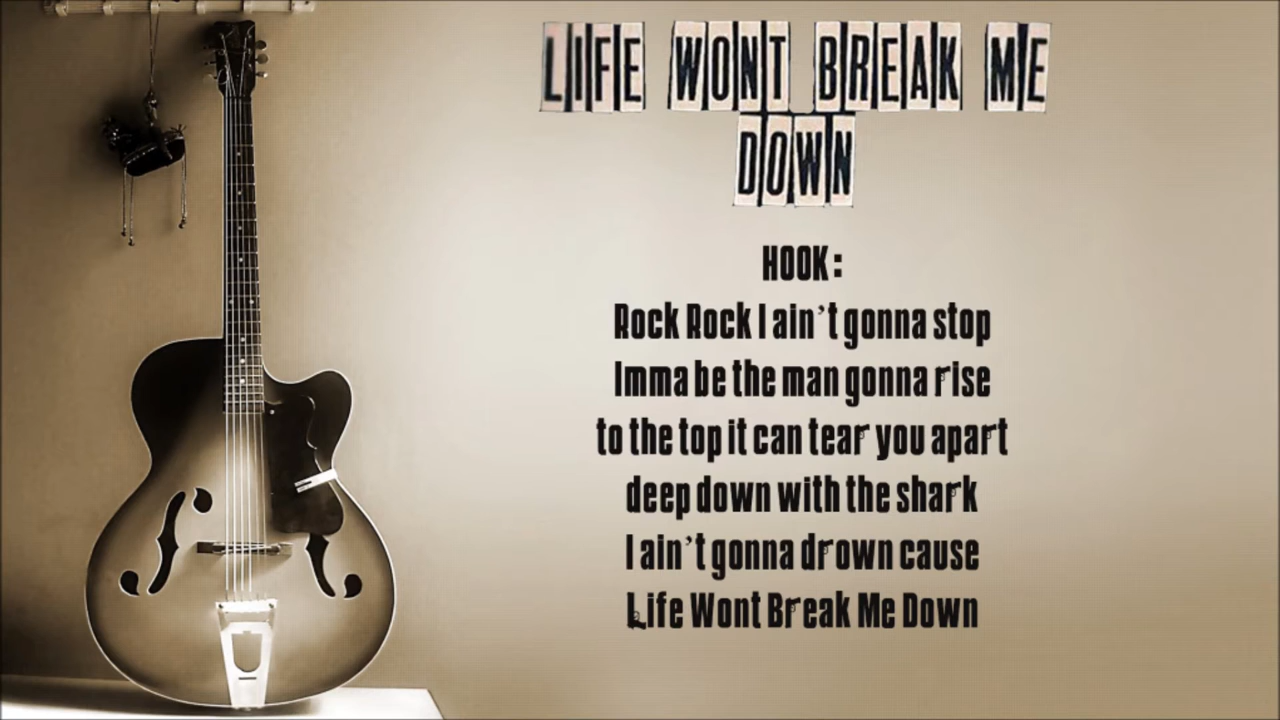 LIFE WONT BREAK ME
DOWN
HOOK:
Rock Rock I ain't gonna stop
Imma be the man gonna rise
to the top it can tear you apart
deep down with the shark
I ain't gonna drown cause
Life Wont Break Me Down